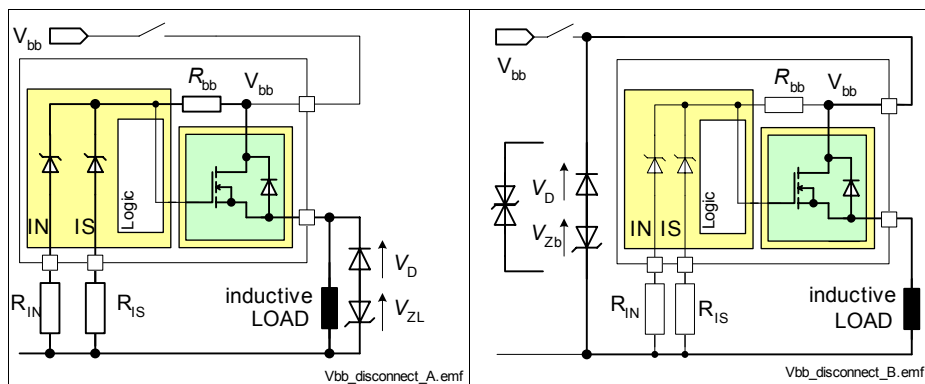 Vbb
Rbb
Vbb
Logic
IN
IS
VD
VZL
RIN
RIS
inductive
LOAD
Vbb_disconnect_A.emf
Vbb
Rbb
Vbb
VD
VZb
Logic
IN
IS
RIN
RIS
inductive
LOAD
Vbb_disconnect_B.emf